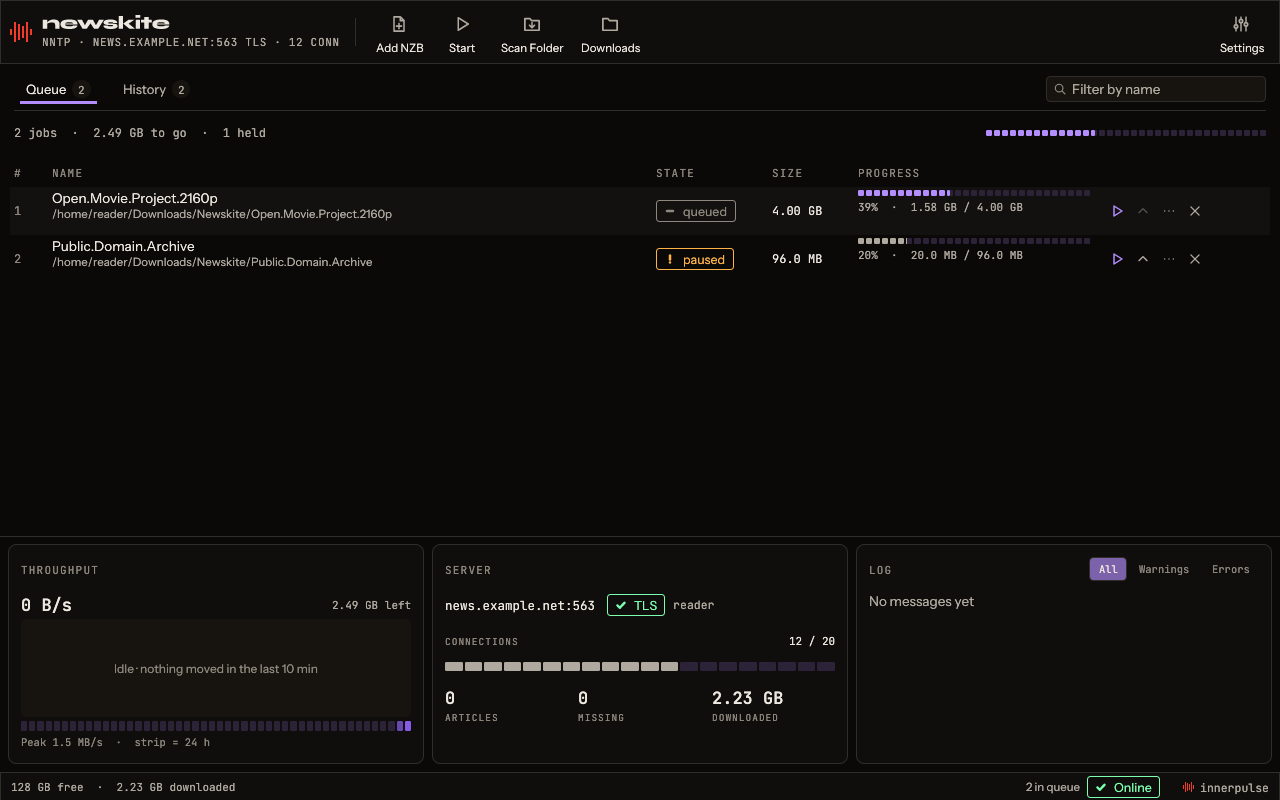 newskite
NNTP · NEWS.EXAMPLE.NET:563 TLS · 12 CONN
Add NZB
Start
Scan Folder
Downloads
Settings
Queue 2
History 2
Filter by name
2 jobs · 2.49 GB to go · 1 held
# NAME STATE SIZE PROGRESS
1 Open.Movie.Project.2160p
/home/reader/Downloads/Newskite/Open.Movie.Project.2160p
queued
4.00 GB
39% · 1.58 GB / 4.00 GB
2 Public.Domain.Archive
/home/reader/Downloads/Newskite/Public.Domain.Archive
! paused
96.0 MB
20% · 20.0 MB / 96.0 MB
THROUGHPUT
0 B/s
2.49 GB left
Idle · nothing moved in the last 10 min
Peak 1.5 MB/s · strip = 24 h
SERVER
news.example.net:563
TLS
reader
CONNECTIONS
12 / 20
0
ARTICLES
0
MISSING
2.23 GB
DOWNLOADED
LOG
All
Warnings
Errors
No messages yet
128 GB free · 2.23 GB downloaded
2 in queue
Online
innerpulse